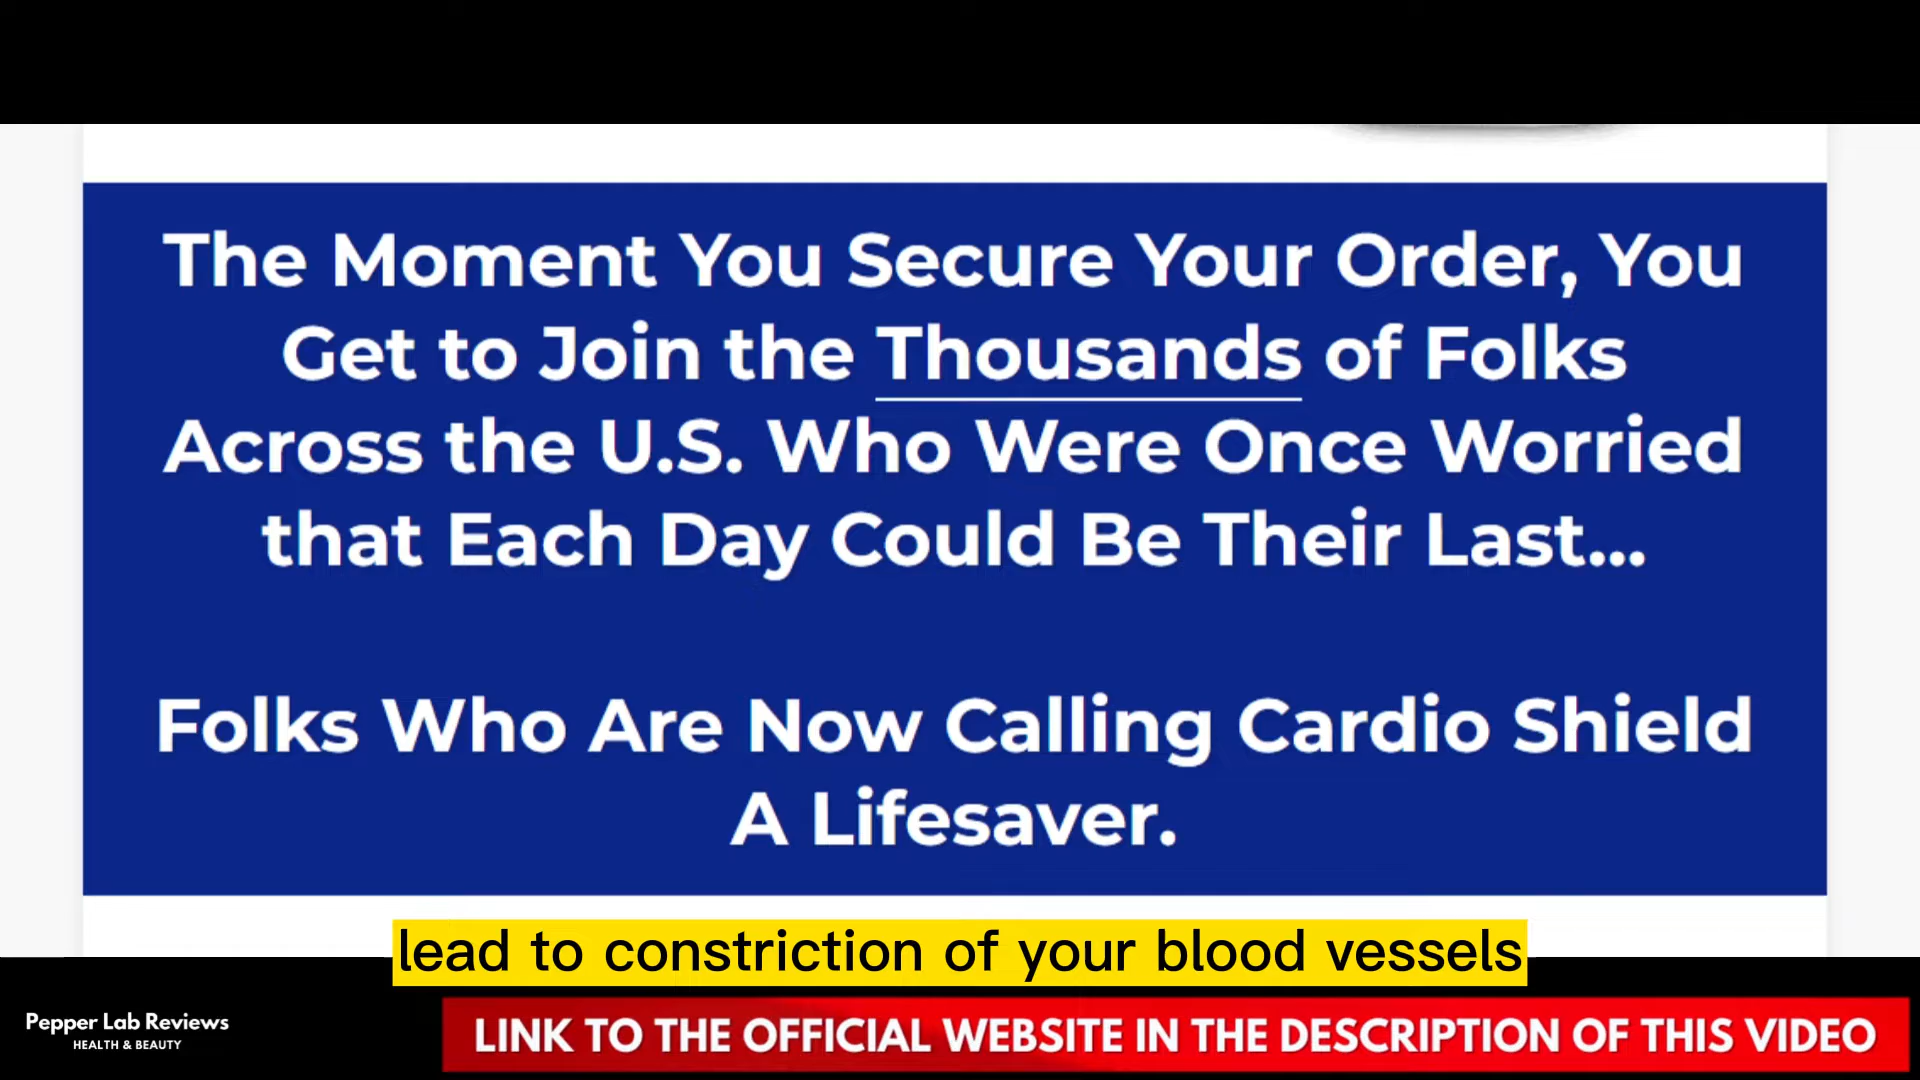 The Moment You Secure Your Order, You
Get to Join the Thousands of Folks
Across the U.S. Who Were Once Worried
that Each Day Could Be Their Last...
Folks Who Are Now Calling Cardio Shield
A Lifesaver.
lead to constriction of your blood vessels
Pepper Lab Reviews
HEALTH & BEAUTY
LINK TO THE OFFICIAL WEBSITE IN THE DESCRIPTION OF THIS VIDEO